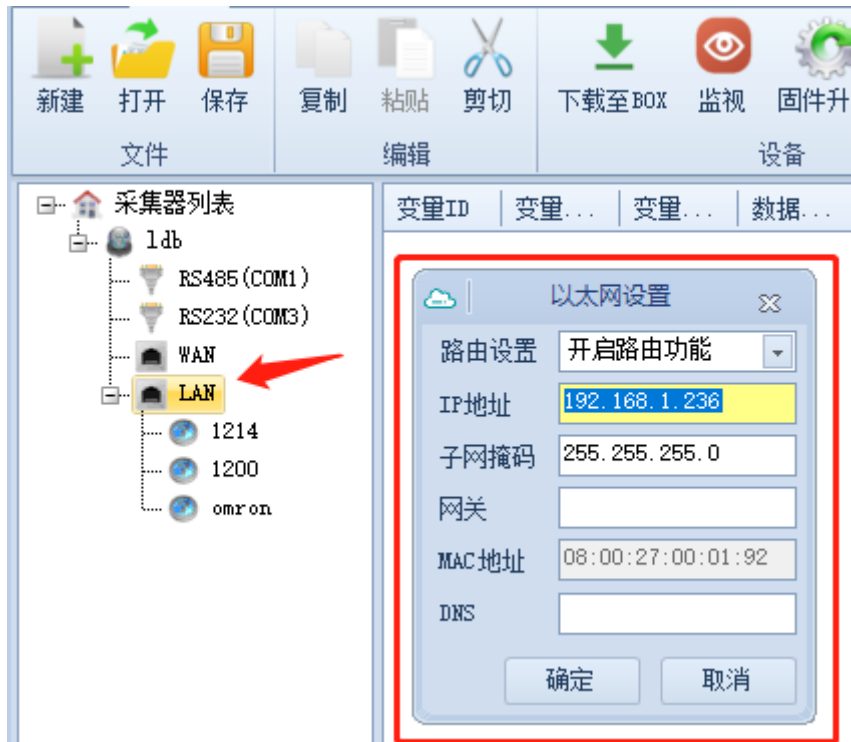 新建 打开 保存 复制 粘贴 剪切 下载至BOX 监视 固件升
文件 编辑 设备
采集器列表
变量ID 变量... 变量... 数据...
ldb
RS485(COM1)
RS232(COM3)
WAN
LAN
1214
1200
omron
以太网设置
路由设置 开启路由功能
IP地址 192.168.1.236
子网掩码 255.255.255.0
网关
MAC地址 08:00:27:00:01:92
DNS
确定 取消